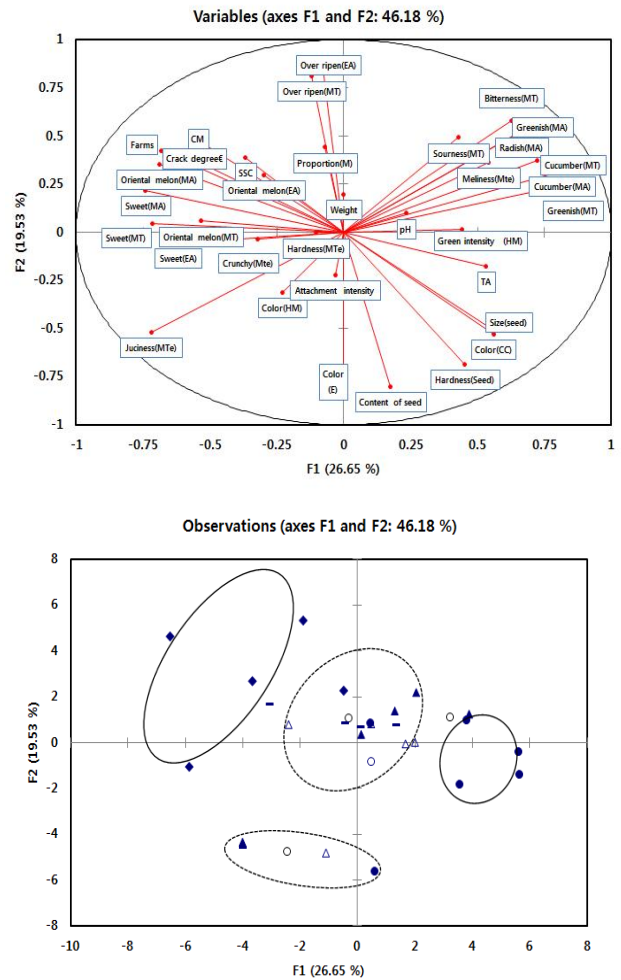 Variables (axes F1 and F2: 46.18 %)
1
0.75
0.5
0.25
0
-0.25
-0.5
-0.75
-1
F2 (19.53 %)
Over ripen(EA)
Over ripen(MT)
Bitterness(MT)
Greenish(MA)
CM
Farms
Radish(MA)
Sourness(MT)
Crack degree€
Proportion(M)
Cucumber(MT)
SSC
Oriental melon(MA)
Meliness(Mte)
Oriental melon(EA)
Cucumber(MA)
Sweet(MA)
Weight
Greenish(MT)
pH
Sweet(MT)
Oriental melon(MT)
Hardness(MTe)
Green intensity (HM)
Sweet(EA)
Crunchy(Mte)
TA
Attachment intensity
Color(HM)
Size(seed)
Juciness(MTe)
Color(CC)
Color
(E)
Hardness(Seed)
Content of seed
-1 -0.75 -0.5 -0.25 0 0.25 0.5 0.75 1
F1 (26.65 %)
Observations (axes F1 and F2: 46.18 %)
8
6
4
2
0
-2
-4
-6
-8
F2 (19.53 %)
-10 -8 -6 -4 -2 0 2 4 6 8
F1 (26.65 %)